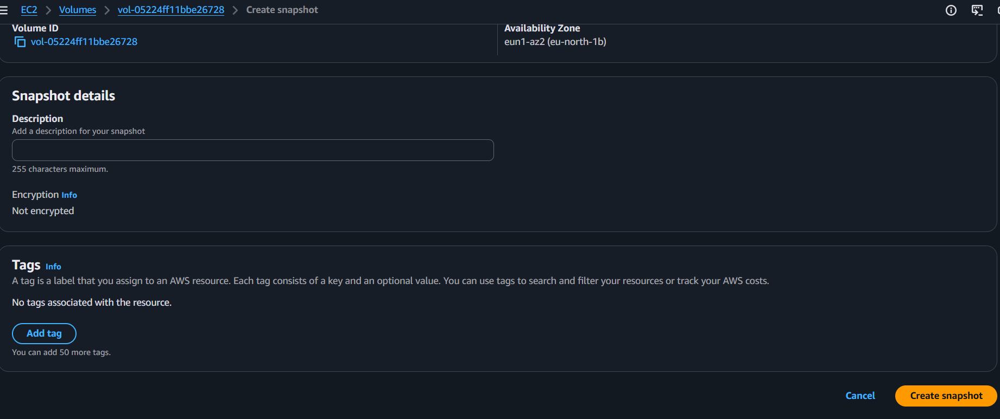 EC2 > Volumes > vol-05224ff11bbe26728 > Create snapshot
Volume ID
vol-05224ff11bbe26728
Availability Zone
eun1-az2 (eu-north-1b)
Snapshot details
Description
Add a description for your snapshot
255 characters maximum.
Encryption Info
Not encrypted
Tags Info
A tag is a label that you assign to an AWS resource. Each tag consists of a key and an optional value. You can use tags to search and filter your resources or track your AWS costs.
No tags associated with the resource.
Add tag
You can add 50 more tags.
Cancel
Create snapshot